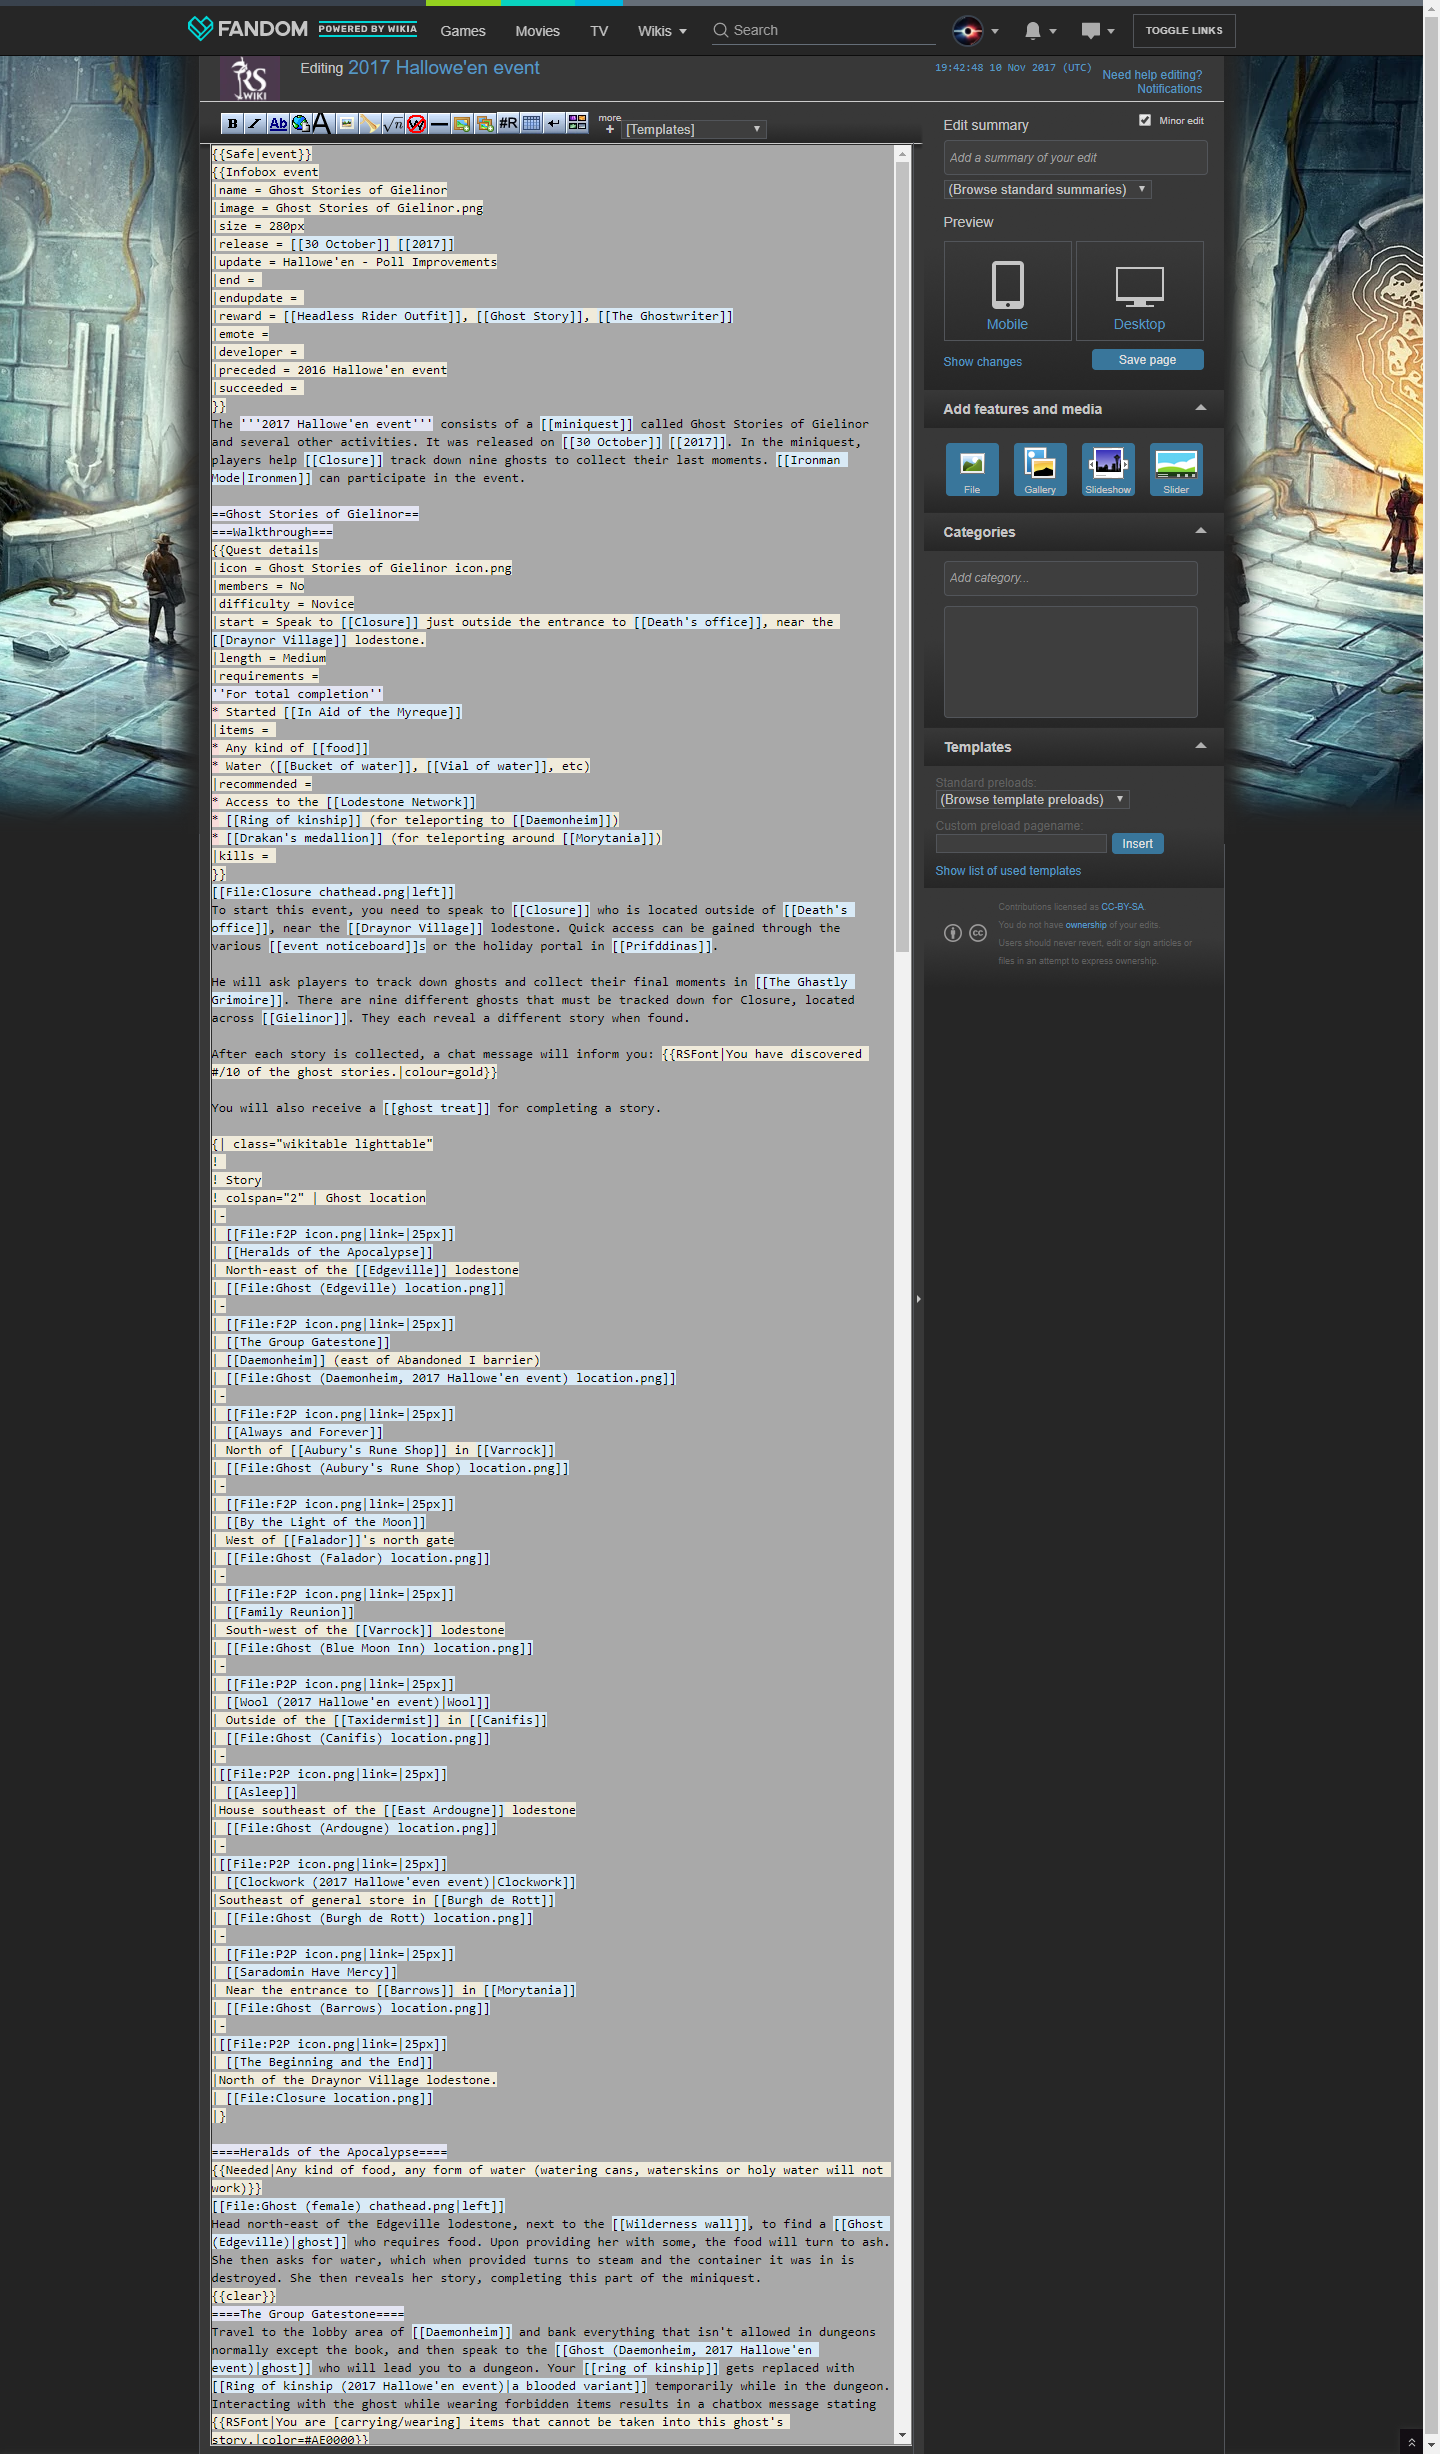 FANDOM POWERED BY WIKIA Games Movies TV Wikis Search TOGGLE LINKS
RS WIKI
Editing 2017 Hallowe'en event
19:42:48 10 Nov 2017 (UTC)
Need help editing?
Notifications
B I Ab A √n W #R more + [Templates]
{{Safe|event}}
{{Infobox event
|name = Ghost Stories of Gielinor
|image = Ghost Stories of Gielinor.png
|size = 280px
|release = [[30 October]] [[2017]]
|update = Hallowe'en - Poll Improvements
|end =
|endupdate =
|reward = [[Headless Rider Outfit]], [[Ghost Story]], [[The Ghostwriter]]
|emote =
|developer =
|preceded = 2016 Hallowe'en event
|succeeded =
}}
The '''2017 Hallowe'en event''' consists of a [[miniquest]] called Ghost Stories of Gielinor
and several other activities. It was released on [[30 October]] [[2017]]. In the miniquest,
players help [[Closure]] track down nine ghosts to collect their last moments. [[Ironman
Mode|Ironmen]] can participate in the event.
==Ghost Stories of Gielinor==
===Walkthrough===
{{Quest details
|icon = Ghost Stories of Gielinor icon.png
|members = No
|difficulty = Novice
|start = Speak to [[Closure]] just outside the entrance to [[Death's office]], near the
[[Draynor Village]] lodestone.
|length = Medium
|requirements =
''For total completion''
* Started [[In Aid of the Myreque]]
|items =
* Any kind of [[food]]
* Water ([[Bucket of water]], [[Vial of water]], etc)
|recommended =
* Access to the [[Lodestone Network]]
* [[Ring of kinship]] (for teleporting to [[Daemonheim]])
* [[Drakan's medallion]] (for teleporting around [[Morytania]])
|kills =
}}
[[File:Closure chathead.png|left]]
To start this event, you need to speak to [[Closure]] who is located outside of [[Death's
office]], near the [[Draynor Village]] lodestone. Quick access can be gained through the
various [[event noticeboard]]s or the holiday portal in [[Prifddinas]].
He will ask players to track down ghosts and collect their final moments in [[The Ghastly
Grimoire]]. There are nine different ghosts that must be tracked down for Closure, located
across [[Gielinor]]. They each reveal a different story when found.
After each story is collected, a chat message will inform you: {{RSFont|You have discovered
#/10 of the ghost stories.|colour=gold}}
You will also receive a [[ghost treat]] for completing a story.
{| class="wikitable lighttable"
!
! Story
! colspan="2" | Ghost location
|-
| [[File:F2P icon.png|link=|25px]]
| [[Heralds of the Apocalypse]]
| North-east of the [[Edgeville]] lodestone
| [[File:Ghost (Edgeville) location.png]]
|-
| [[File:F2P icon.png|link=|25px]]
| [[The Group Gatestone]]
| [[Daemonheim]] (east of Abandoned I barrier)
| [[File:Ghost (Daemonheim, 2017 Hallowe'en event) location.png]]
|-
| [[File:F2P icon.png|link=|25px]]
| [[Always and Forever]]
| North of [[Aubury's Rune Shop]] in [[Varrock]]
| [[File:Ghost (Aubury's Rune Shop) location.png]]
|-
| [[File:F2P icon.png|link=|25px]]
| [[By the Light of the Moon]]
| West of [[Falador]]'s north gate
| [[File:Ghost (Falador) location.png]]
|-
| [[File:F2P icon.png|link=|25px]]
| [[Family Reunion]]
| South-west of the [[Varrock]] lodestone
| [[File:Ghost (Blue Moon Inn) location.png]]
|-
| [[File:P2P icon.png|link=|25px]]
| [[Wool (2017 Hallowe'en event)|Wool]]
| Outside of the [[Taxidermist]] in [[Canifis]]
| [[File:Ghost (Canifis) location.png]]
|-
|[[File:P2P icon.png|link=|25px]]
| [[Asleep]]
|House southeast of the [[East Ardougne]] lodestone
| [[File:Ghost (Ardougne) location.png]]
|-
|[[File:P2P icon.png|link=|25px]]
| [[Clockwork (2017 Hallowe'even event)|Clockwork]]
|Southeast of general store in [[Burgh de Rott]]
| [[File:Ghost (Burgh de Rott) location.png]]
|-
| [[File:P2P icon.png|link=|25px]]
| [[Saradomin Have Mercy]]
| Near the entrance to [[Barrows]] in [[Morytania]]
| [[File:Ghost (Barrows) location.png]]
|-
|[[File:P2P icon.png|link=|25px]]
| [[The Beginning and the End]]
|North of the Draynor Village lodestone.
| [[File:Closure location.png]]
|}
====Heralds of the Apocalypse====
{{Needed|Any kind of food, any form of water (watering cans, waterskins or holy water will not
work)}}
[[File:Ghost (female) chathead.png|left]]
Head north-east of the Edgeville lodestone, next to the [[Wilderness wall]], to find a [[Ghost
(Edgeville)|ghost]] who requires food. Upon providing her with some, the food will turn to ash.
She then asks for water, which when provided turns to steam and the container it was in is
destroyed. She then reveals her story, completing this part of the miniquest.
{{clear}}
====The Group Gatestone====
Travel to the lobby area of [[Daemonheim]] and bank everything that isn't allowed in dungeons
normally except the book, and then speak to the [[Ghost (Daemonheim, 2017 Hallowe'en
event)|ghost]] who will lead you to a dungeon. Your [[ring of kinship]] gets replaced with
[[Ring of kinship (2017 Hallowe'en event)|a blooded variant]] temporarily while in the dungeon.
Interacting with the ghost while wearing forbidden items results in a chatbox message stating
{{RSFont|You are [carrying/wearing] items that cannot be taken into this ghost's
story.|color=#AE0000}}
Edit summary
Minor edit
Add a summary of your edit
(Browse standard summaries)
Preview
Mobile
Desktop
Show changes
Save page
Add features and media
File Gallery Slideshow Slider
Categories
Add category...
Templates
Standard preloads:
(Browse template preloads)
Custom preload pagename:
Insert
Show list of used templates
Contributions licensed as CC-BY-SA.
You do not have ownership of your edits.
Users should never revert, edit or sign articles or
files in an attempt to express ownership.